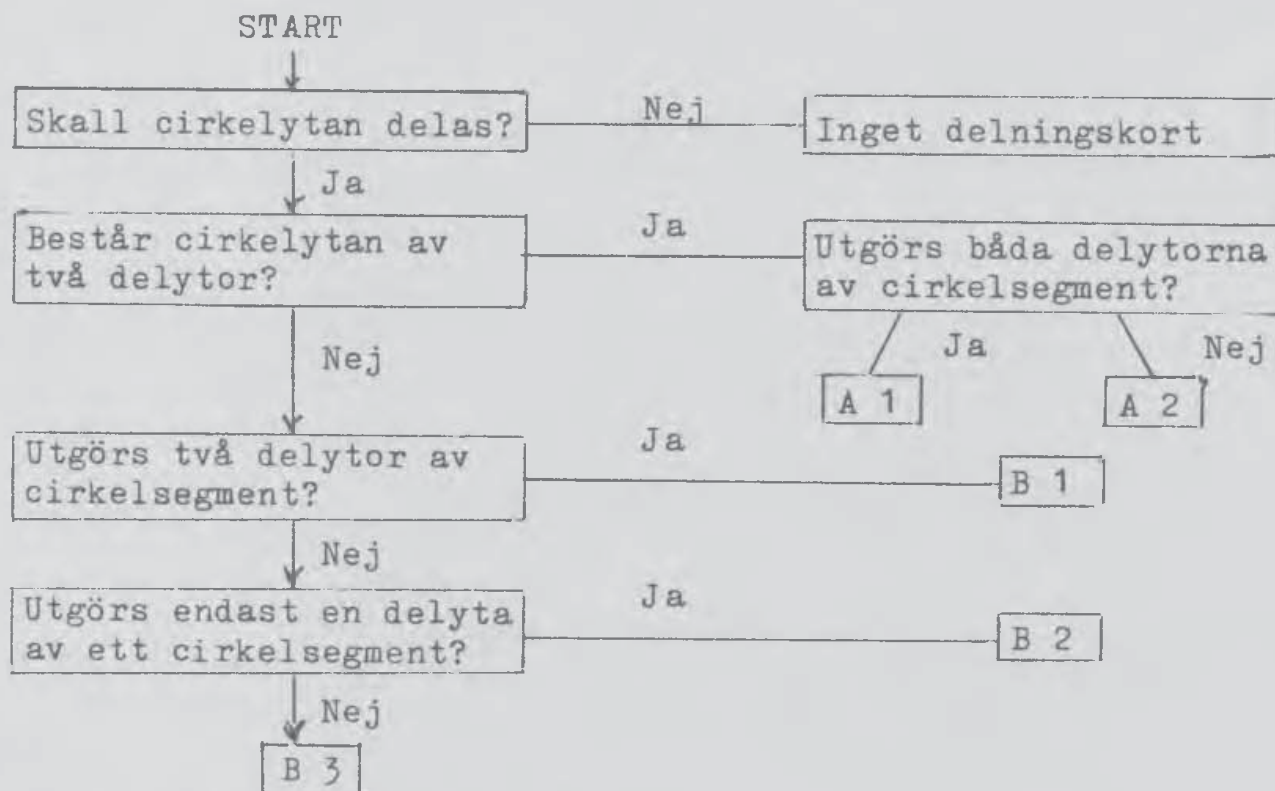 START
Skall cirkelytan delas?
Nej
Inget delningskort
Ja
Består cirkelytan av
två delytor?
Ja
Utgörs båda delytorna
av cirkelsegment?
Ja
Nej
Nej
A 1
A 2
Utgörs två delytor av
cirkelsegment?
Ja
B 1
Nej
Utgörs endast en delyta
av ett cirkelsegment?
Ja
B 2
Nej
B 3